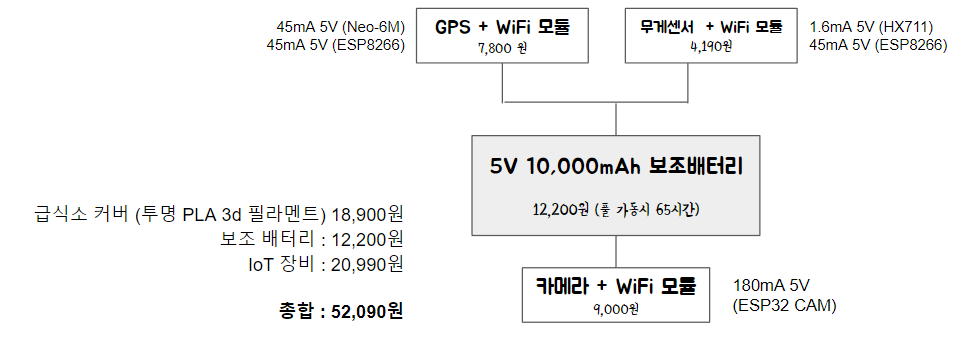 45mA 5V (Neo-6M)
45mA 5V (ESP8266)
GPS + WiFi 모듈
7,800 원
무게센서 + WiFi 모듈
4,190원
1.6mA 5V (HX711)
45mA 5V (ESP8266)
5V 10,000mAh 보조배터리
12,200원 (풀 가동시 65시간)
급식소 커버 (투명 PLA 3d 필라멘트) 18,900원
보조 배터리 : 12,200원
IoT 장비 : 20,990원
총합 : 52,090원
카메라 + WiFi 모듈
9,000원
180mA 5V
(ESP32 CAM)